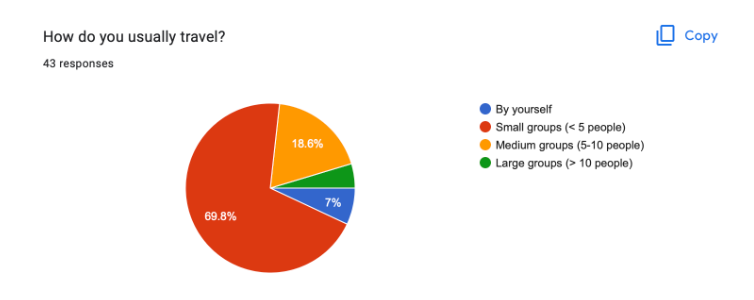 How do you usually travel?
Copy
43 responses
By yourself
Small groups (< 5 people)
Medium groups (5-10 people)
Large groups (> 10 people)
18.6%
7%
69.8%